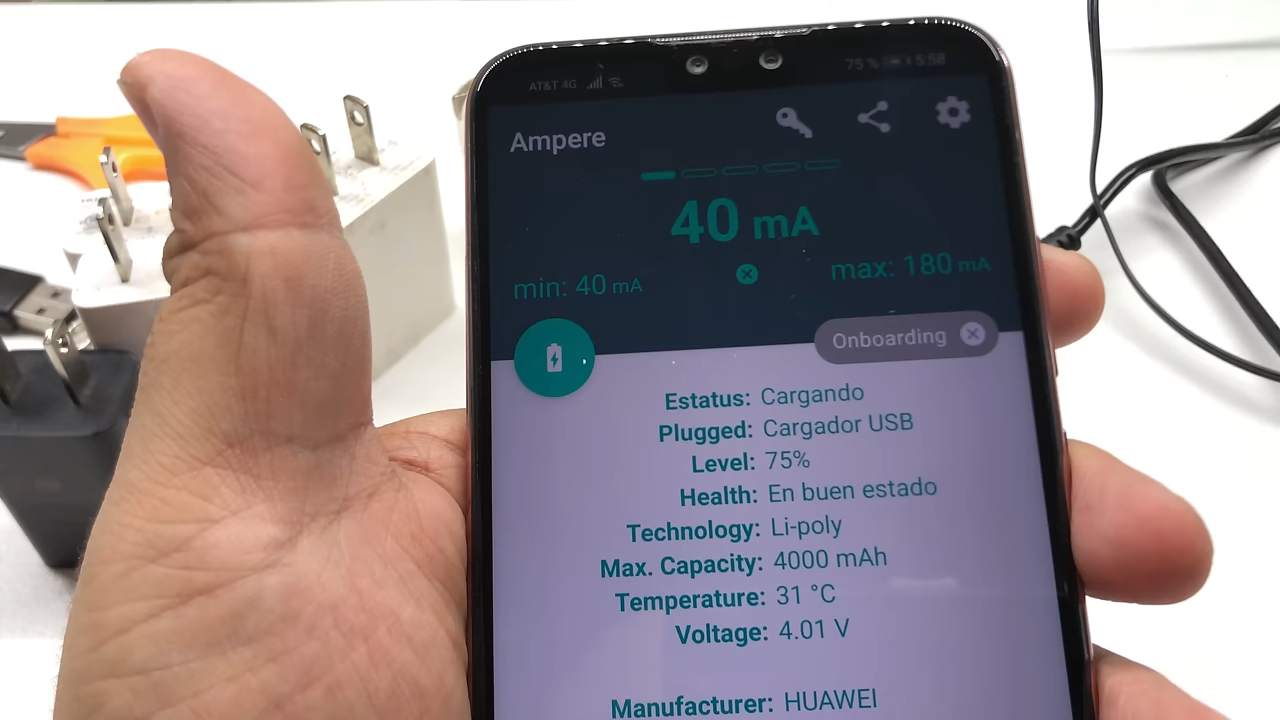 AT&T 4G 75 % 5:58
Ampere
40 mA
min: 40 mA max: 180 mA
Onboarding
Estatus: Cargando
Plugged: Cargador USB
Level: 75%
Health: En buen estado
Technology: Li-poly
Max. Capacity: 4000 mAh
Temperature: 31 °C
Voltage: 4.01 V
Manufacturer: HUAWEI